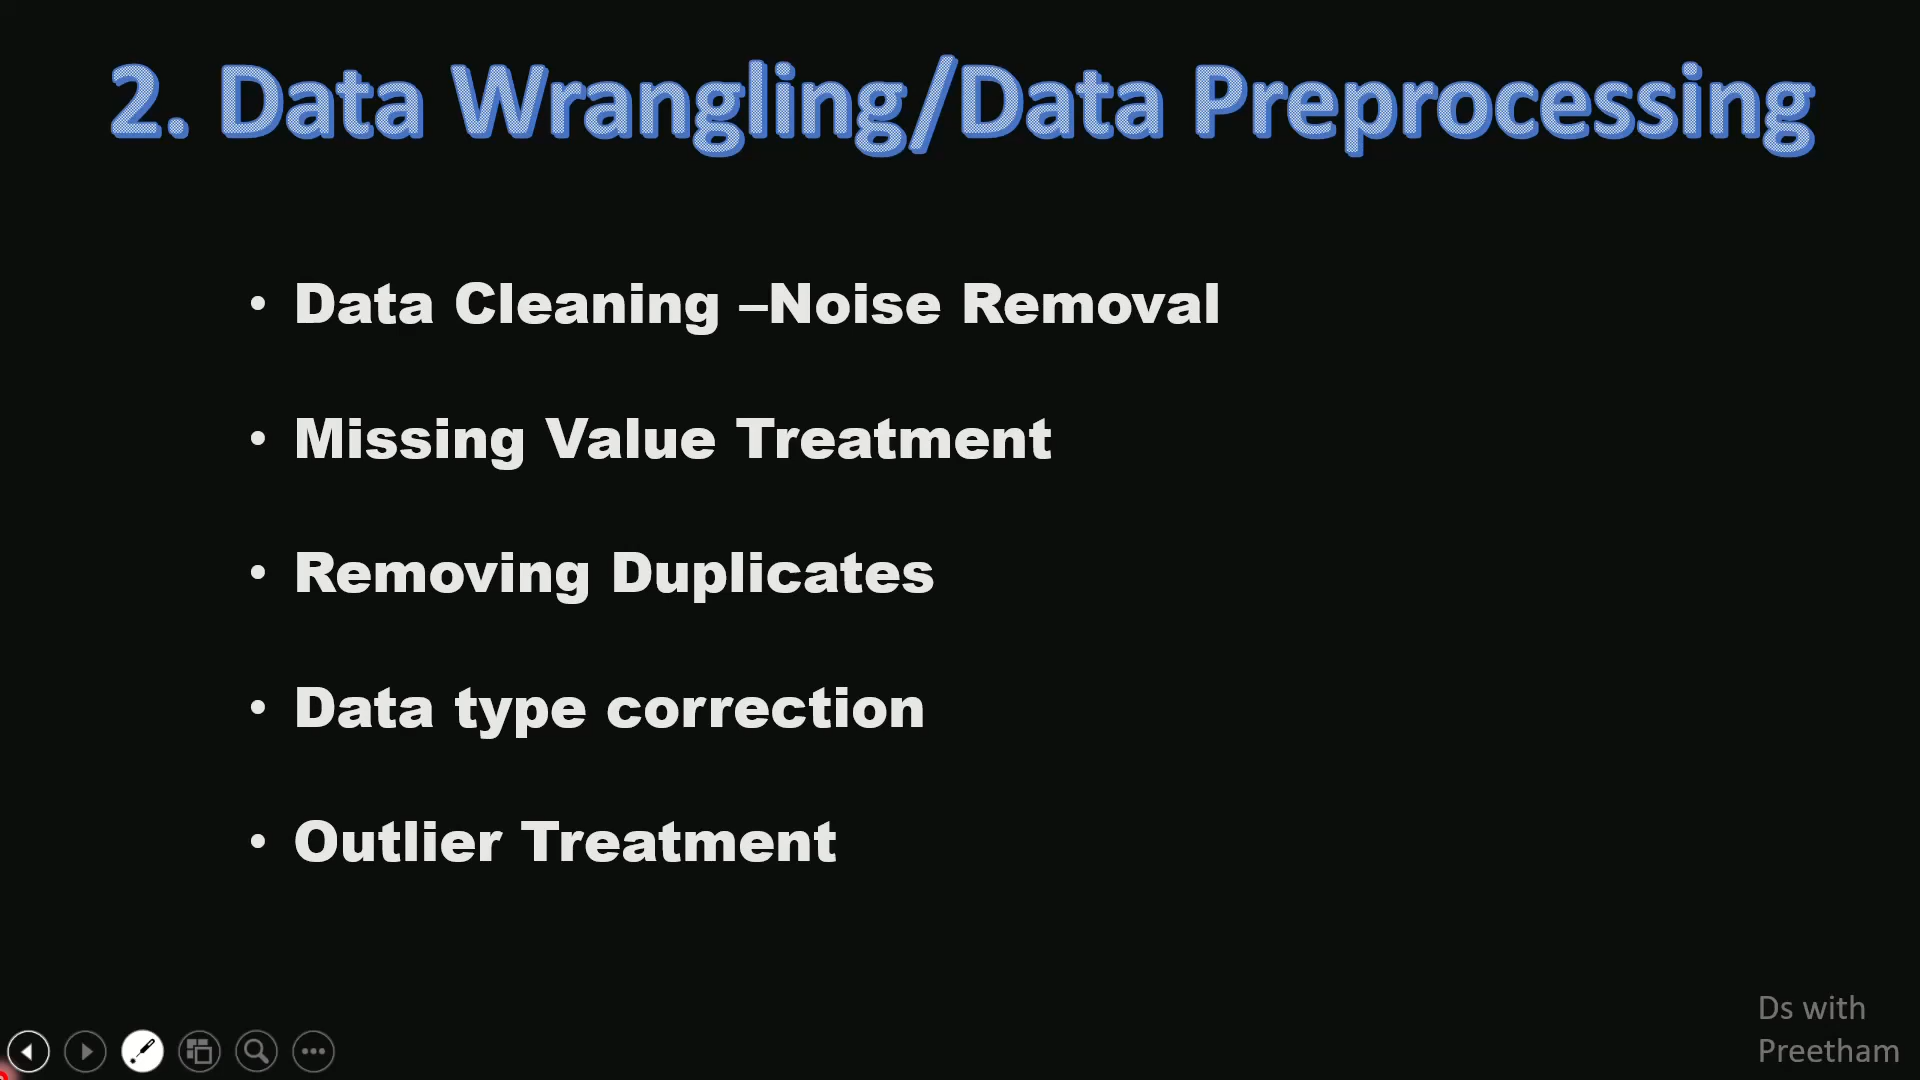 2. Data Wrangling/Data Preprocessing
• Data Cleaning –Noise Removal
• Missing Value Treatment
• Removing Duplicates
• Data type correction
• Outlier Treatment
Ds with
Preetham